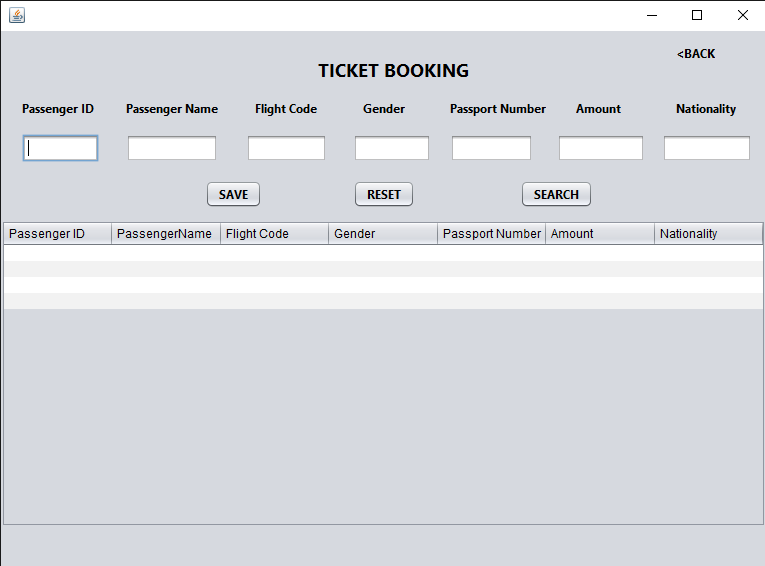 <BACK
TICKET BOOKING
Passenger ID Passenger Name Flight Code Gender Passport Number Amount Nationality
SAVE RESET SEARCH
Passenger ID PassengerName Flight Code Gender Passport Number Amount Nationality